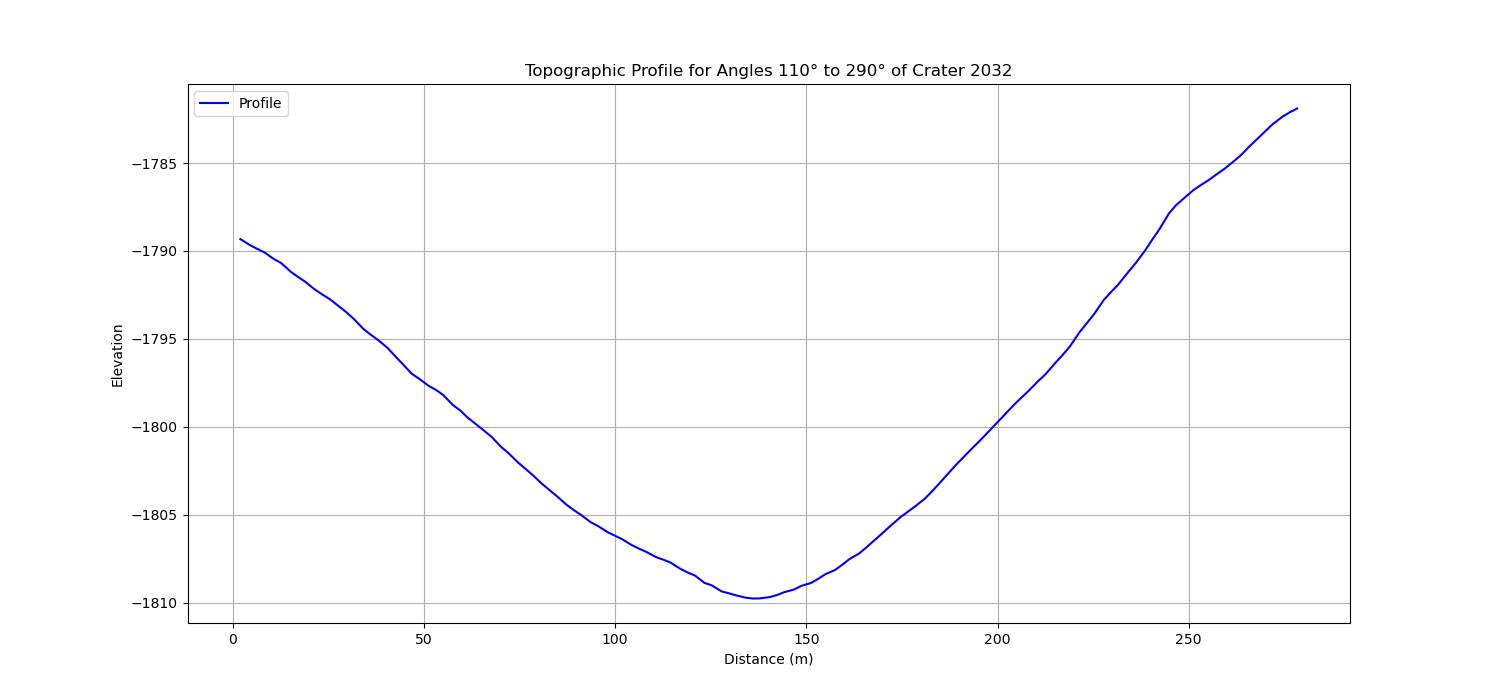 Topographic Profile for Angles 110° to 290° of Crater 2032
Profile
−1785
−1790
−1795
−1800
−1805
−1810
Elevation
0 50 100 150 200 250
Distance (m)